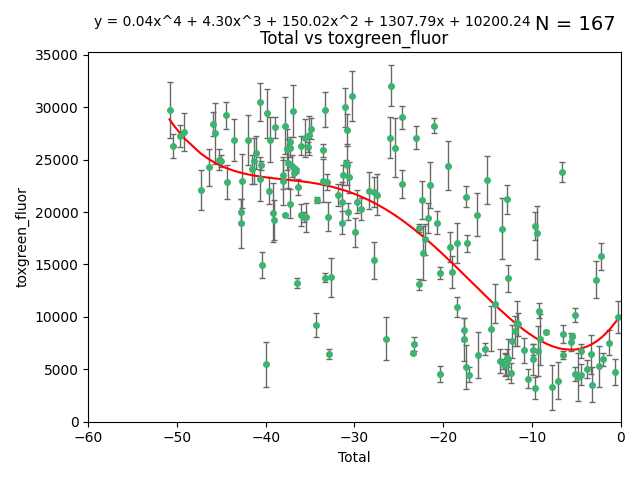 y = 0.04x^4 + 4.30x^3 + 150.02x^2 + 1307.79x + 10200.24 N = 167
Total vs toxgreen_fluor
35000
30000
25000
20000
15000
10000
5000
0
toxgreen_fluor
−60 −50 −40 −30 −20 −10 0
Total